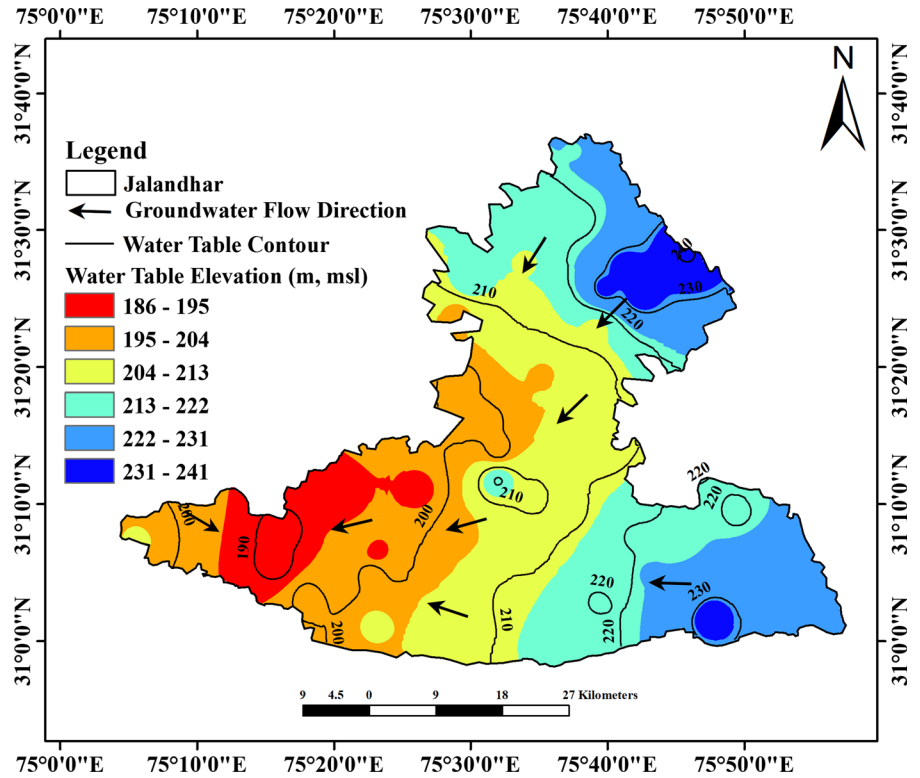 75°0'0"E 75°10'0"E 75°20'0"E 75°30'0"E 75°40'0"E 75°50'0"E
N
31°40'0"N 31°40'0"N
Legend
Jalandhar
Groundwater Flow Direction
Water Table Contour
Water Table Elevation (m, msl)
186 - 195
195 - 204
204 - 213
213 - 222
222 - 231
231 - 241
31°30'0"N 31°30'0"N
230
210
220
31°20'0"N 31°20'0"N
220
220
210
31°10'0"N 31°10'0"N
200
200
190
220
230
220
210
200
31°0'0"N 31°0'0"N
9 4.5 0 9 18 27 Kilometers
75°0'0"E 75°10'0"E 75°20'0"E 75°30'0"E 75°40'0"E 75°50'0"E